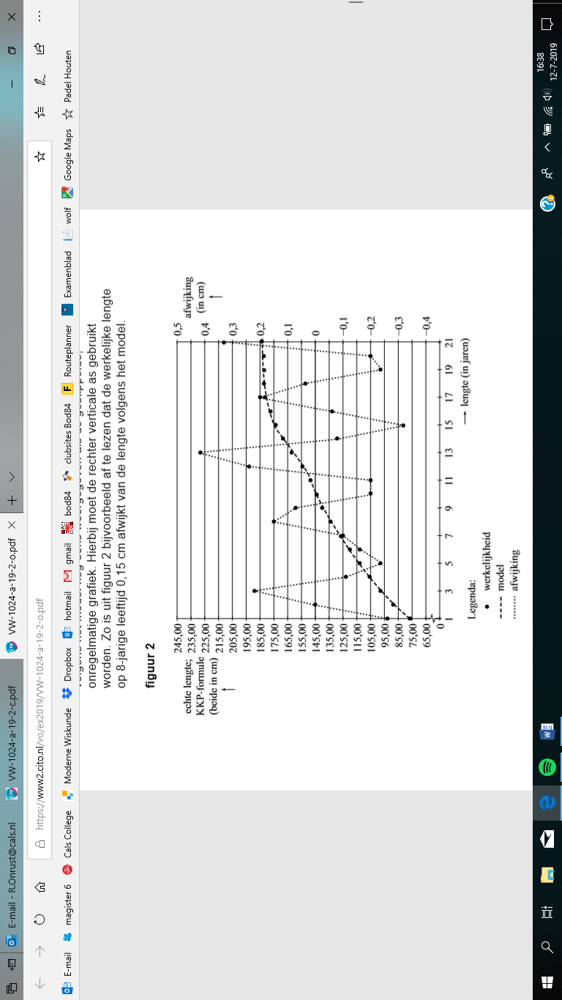 E-mail - R.Onrust@cals.nl
VW-1024-a-19-2-c.pdf
VW-1024-a-19-2-o.pdf
https://www2.cito.nl/vo/ex2019/VW-1024-a-19-2-o.pdf
E-mail
magister 6
Cals College
Moderne Wiskunde
Dropbox
hotmail
gmail
bod84
clubsites Bod84
Routeplanner
Examenblad
wolf
Google Maps
Padel Houten
onregelmatige grafiek. Hierbij moet de rechter verticale as gebruikt
worden. Zo is uit figuur 2 bijvoorbeeld af te lezen dat de werkelijke lengte
op 8-jarige leeftijd 0,15 cm afwijkt van de lengte volgens het model.
figuur 2
echte lengte;
KKP-formule
(beide in cm)
245,00
235,00
225,00
215,00
205,00
195,00
185,00
175,00
165,00
155,00
145,00
135,00
125,00
115,00
105,00
95,00
85,00
75,00
65,00
0
1 3 5 7 9 11 13 15 17 19 21
lengte (in jaren)
afwijking
(in cm)
0,5
0,4
0,3
0,2
0,1
0
−0,1
−0,2
−0,3
−0,4
Legenda:
werkelijkheid
model
afwijking
16:38
12-7-2019